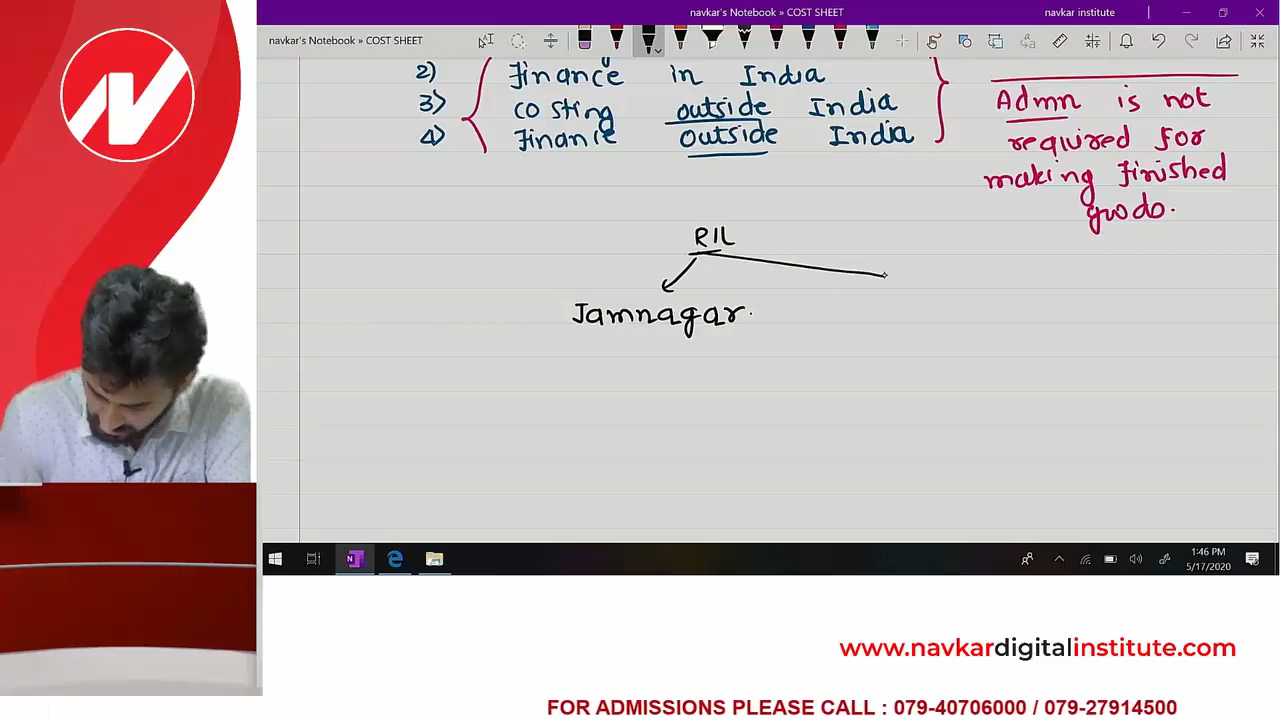 navkar's Notebook » COST SHEET
navkar institute
navkar's Notebook » COST SHEET
2) Finance in India
3) costing outside India
4) Finance outside India
Admn is not
required for
making finished
goods.
RIL
Jamnagar.
1:46 PM
5/17/2020
www.navkardigitalinstitute.com
FOR ADMISSIONS PLEASE CALL : 079-40706000 / 079-27914500